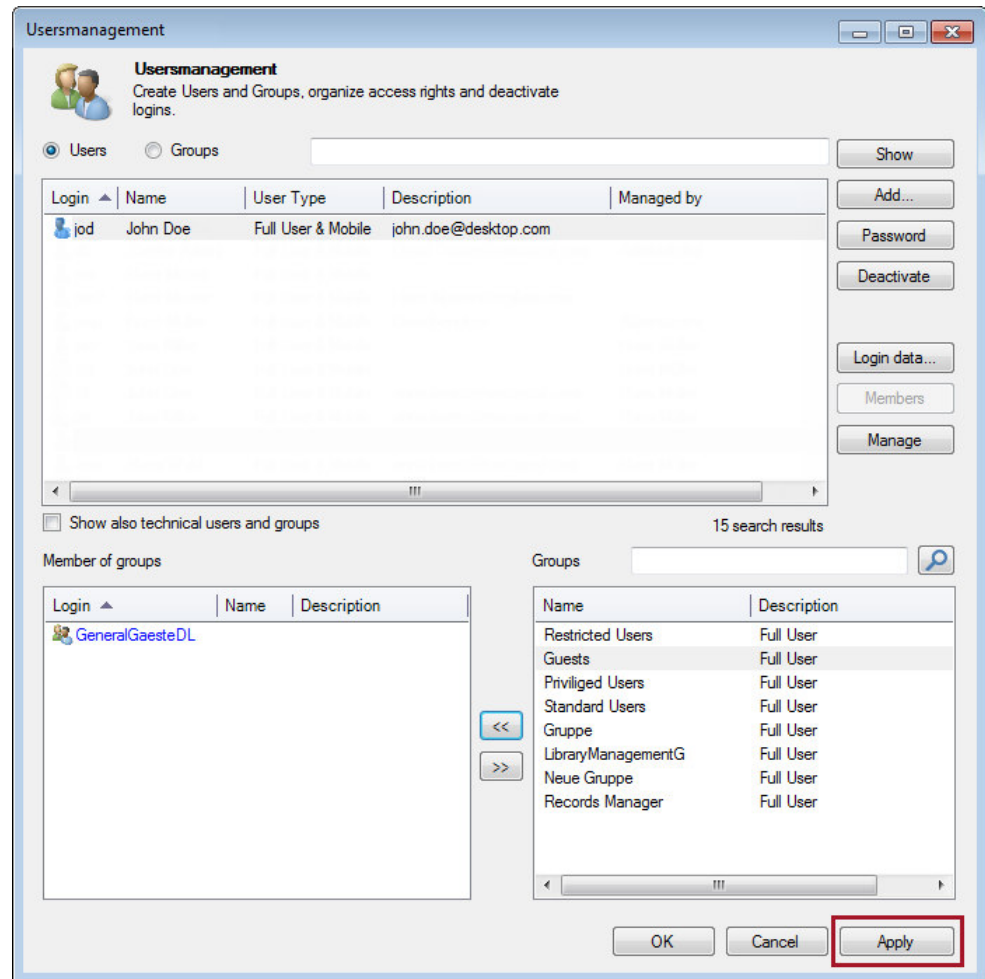 Usersmanagement
Usersmanagement
Create Users and Groups, organize access rights and deactivate
logins.
Users Groups Show
Login Name User Type Description Managed by Add...
jod John Doe Full User & Mobile john.doe@desktop.com
Password
Deactivate
Login data...
Members
Manage
Show also technical users and groups 15 search results
Member of groups Groups
Login Name Description Name Description
GeneralGaesteDL Restricted Users Full User
Guests Full User
Priviliged Users Full User
Standard Users Full User
<< Gruppe Full User
LibraryManagementG Full User
>> Neue Gruppe Full User
Records Manager Full User
OK Cancel Apply